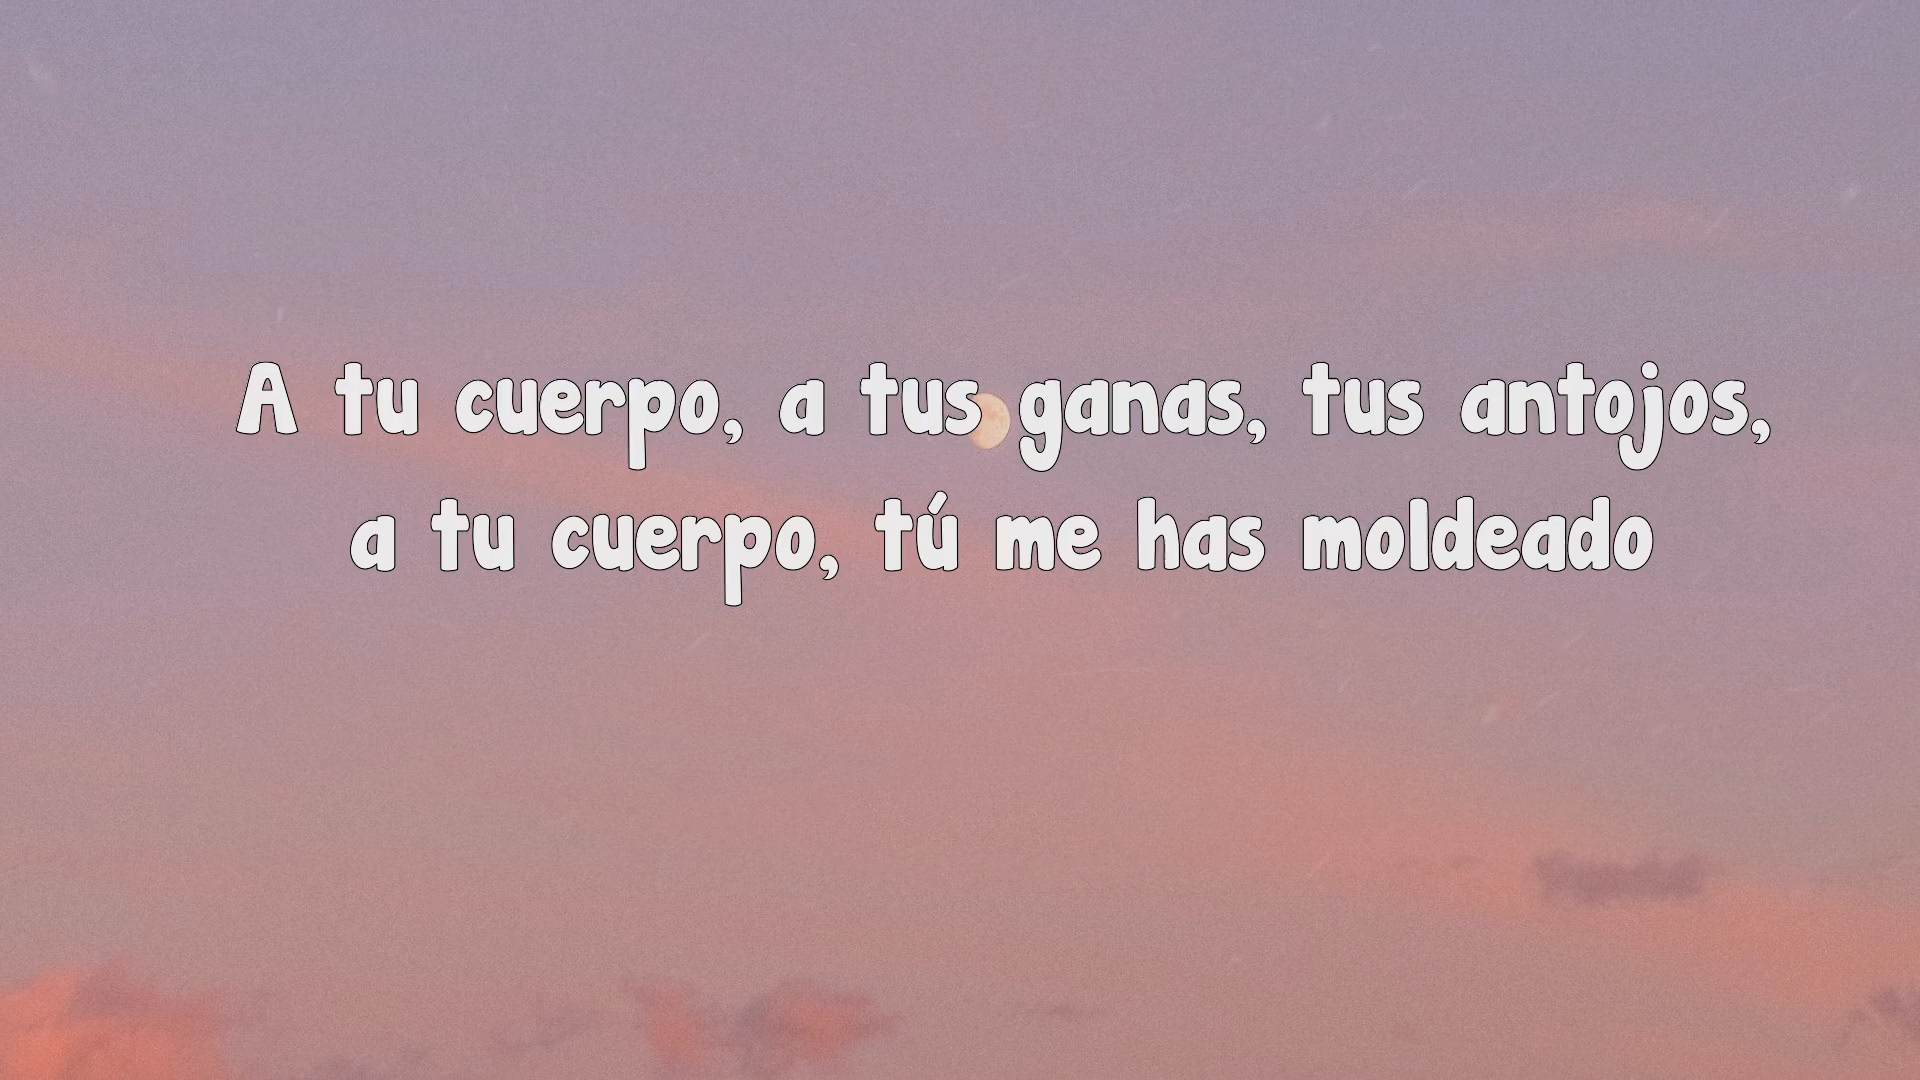 A tu cuerpo, a tus ganas, tus antojos,
a tu cuerpo, tú me has moldeado